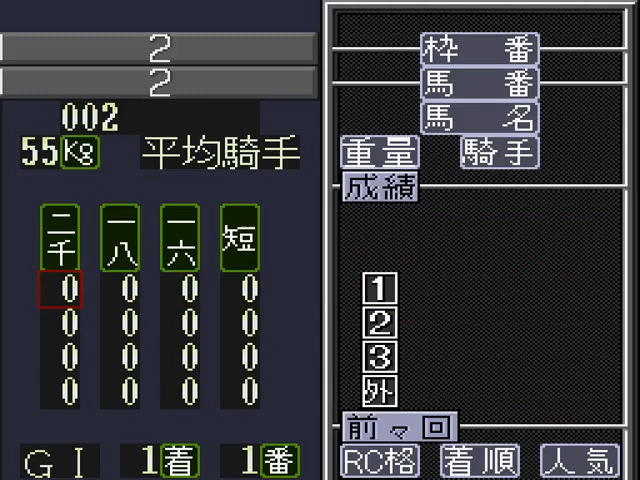 2
枠番
2
馬番
002
馬名
55Kg 平均騎手
重量 騎手
成績
二千 一八 一六 短
0 0 0 0
1
0 0 0 0
2
0 0 0 0
3
0 0 0 0
外
前々回
GⅠ 1着 1番
RC格 着順 人気